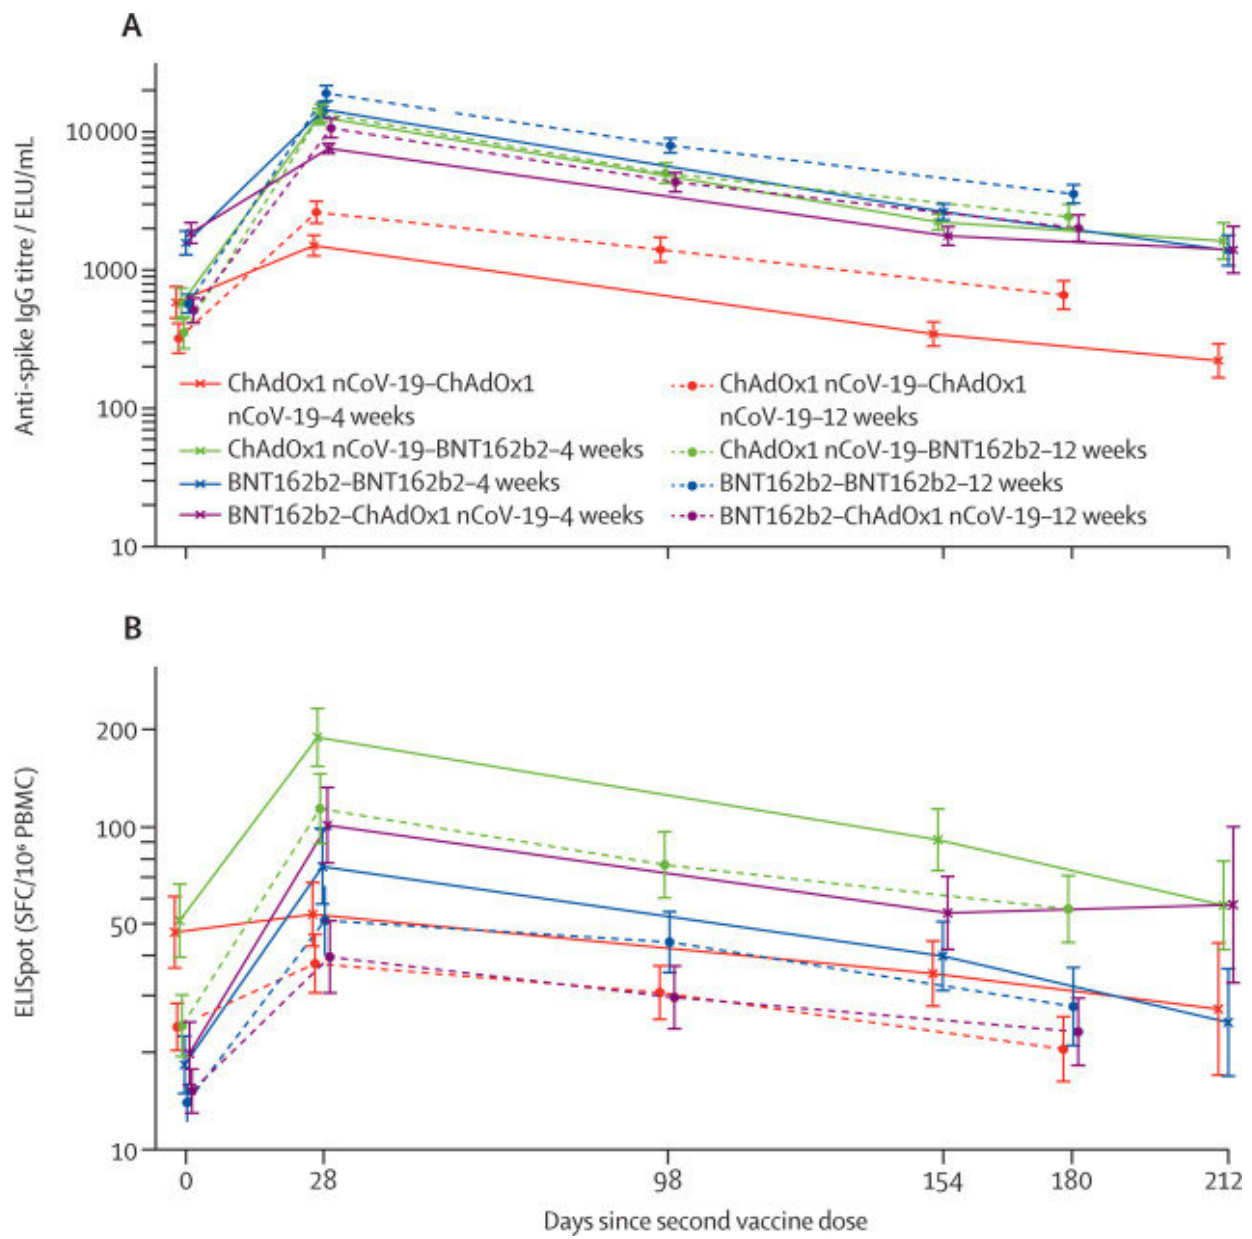 A
Anti-spike IgG titre / ELU/mL
10 000
1000
100
10
ChAdOx1 nCoV-19–ChAdOx1
nCoV-19–4 weeks
ChAdOx1 nCoV-19–BNT162b2–4 weeks
BNT162b2–BNT162b2–4 weeks
BNT162b2–ChAdOx1 nCoV-19–4 weeks
ChAdOx1 nCoV-19–ChAdOx1
nCoV-19–12 weeks
ChAdOx1 nCoV-19–BNT162b2–12 weeks
BNT162b2–BNT162b2–12 weeks
BNT162b2–ChAdOx1 nCoV-19–12 weeks
B
ELISpot (SFC/10⁶ PBMC)
200
100
50
20
10
0 28 98 154 180 212
Days since second vaccine dose